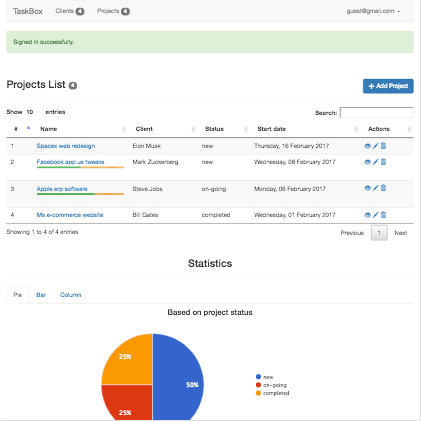 TaskBox Clients 4 Projects 4 guest@gmail.com
Signed in successfully.
Projects List 4
+ Add Project
Show 10 entries Search:
# Name Client Status Start date Actions
1 Spacex web redesign Elon Musk new Thursday, 16 February 2017
2 Facebook app ux tweaks Mark Zuckerberg new Wednesday, 08 February 2017
3 Apple erp software Steve Jobs on-going Monday, 06 February 2017
4 Ms e-commerce website Bill Gates completed Wednesday, 01 February 2017
Showing 1 to 4 of 4 entries Previous 1 Next
Statistics
Pie Bar Column
Based on project status
25%
50%
25%
new
on-going
completed